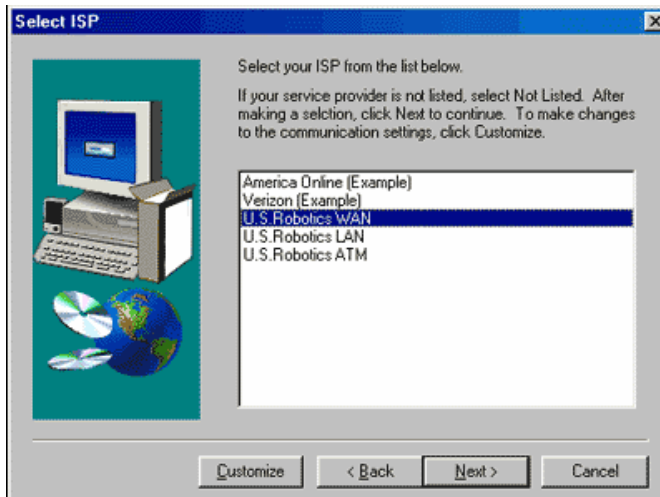 Select ISP
Select your ISP from the list below.
If your service provider is not listed, select Not Listed. After
making a selction, click Next to continue. To make changes
to the communication settings, click Customize.
America Online (Example)
Verizon (Example)
U.S.Robotics WAN
U.S.Robotics LAN
U.S.Robotics ATM
Customize < Back Next > Cancel